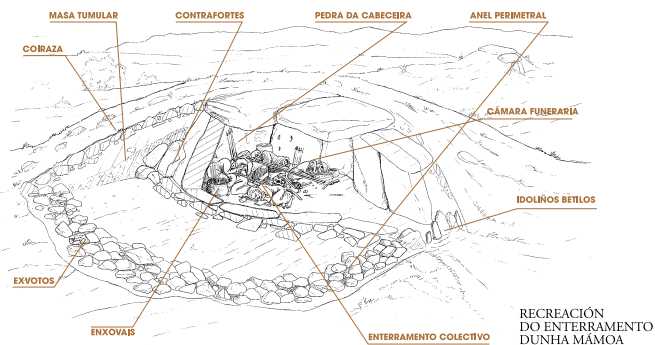 MASA TUMULAR
CONTRAFORTES
PEDRA DA CABECEIRA
ANEL PERIMETRAL
COIRAZA
CÁMARA FUNERARIA
IDOLIÑOS BETILOS
EXVOTOS
ENXOVAIS
ENTERRAMENTO COLECTIVO
RECREACIÓN
DO ENTERRAMENTO
DUNHA MÁMOA